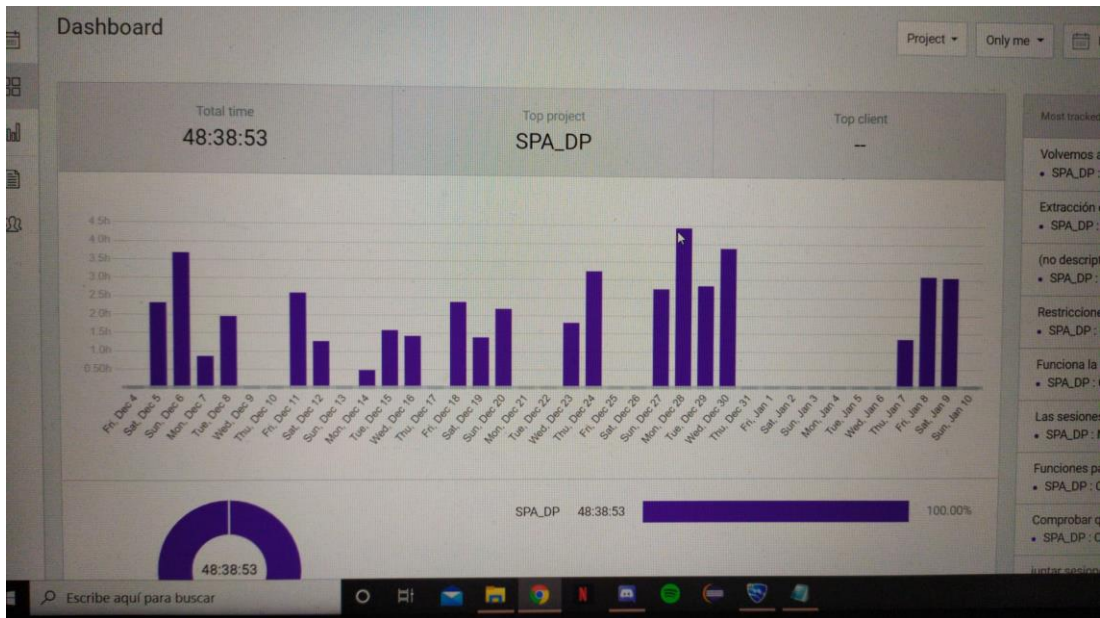 Dashboard
Project
Only me
Total time
48:38:53
Top project
SPA_DP
Top client
--
Most tracked
Volvemos a
• SPA_DP :
Extracción
• SPA_DP :
(no descript
• SPA_DP :
Restriccione
• SPA_DP :
Funciona la
• SPA_DP :
Las sesiones
• SPA_DP :
Funciones pa
• SPA_DP :
Comprobar q
• SPA_DP :
juntar sesion
4.5h
4.0h
3.5h
3.0h
2.5h
2.0h
1.5h
1.0h
0.50h
Fri, Dec 4
Sat, Dec 5
Sun, Dec 6
Mon, Dec 7
Tue, Dec 8
Wed, Dec 9
Thu, Dec 10
Fri, Dec 11
Sat, Dec 12
Sun, Dec 13
Mon, Dec 14
Tue, Dec 15
Wed, Dec 16
Thu, Dec 17
Fri, Dec 18
Sat, Dec 19
Sun, Dec 20
Mon, Dec 21
Tue, Dec 22
Wed, Dec 23
Thu, Dec 24
Fri, Dec 25
Sat, Dec 26
Sun, Dec 27
Mon, Dec 28
Tue, Dec 29
Wed, Dec 30
Thu, Dec 31
Fri, Jan 1
Sat, Jan 2
Sun, Jan 3
Mon, Jan 4
Tue, Jan 5
Wed, Jan 6
Thu, Jan 7
Fri, Jan 8
Sat, Jan 9
Sun, Jan 10
SPA_DP 48:38:53 100.00%
48:38:53
Escribe aquí para buscar
N